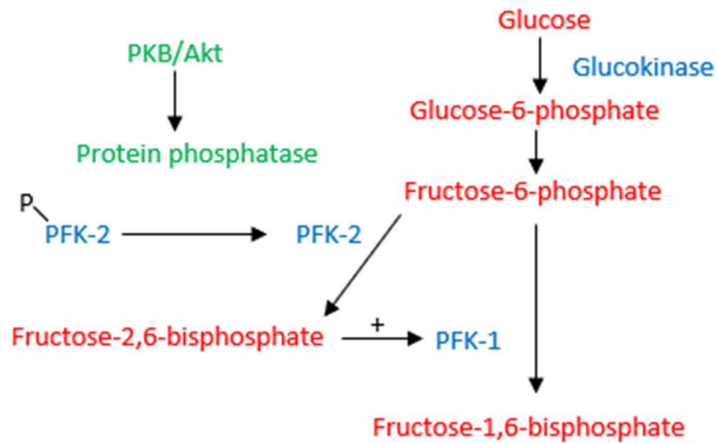 Glucose
PKB/Akt
Glucokinase
Glucose-6-phosphate
Protein phosphatase
Fructose-6-phosphate
P
PFK-2
PFK-2
Fructose-2,6-bisphosphate
+
PFK-1
Fructose-1,6-bisphosphate